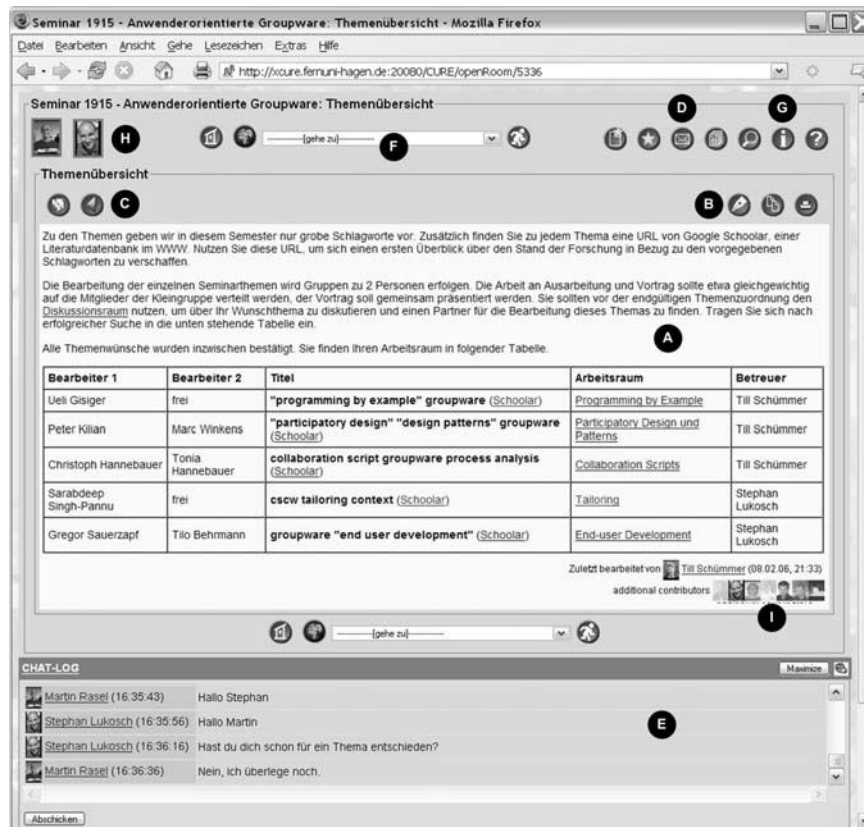 Seminar 1915 - Anwenderorientierte Groupware: Themenübersicht - Mozilla Firefox
Datei Bearbeiten Ansicht Gehe Lesezeichen Extras Hilfe
http://xcure.fernuni-hagen.de:20080/CURE/openRoom/5336
Seminar 1915 - Anwenderorientierte Groupware: Themenübersicht
D G
H ----------(gehe zu)---------- F
Themenübersicht
C B
Zu den Themen geben wir in diesem Semester nur grobe Schlagworte vor. Zusätzlich finden Sie zu jedem Thema eine URL von Google Schoolar, einer
Literaturdatenbank im WWW. Nutzen Sie diese URL, um sich einen ersten Überblick über den Stand der Forschung in Bezug zu den vorgegebenen
Schlagworten zu verschaffen.
Die Bearbeitung der einzelnen Seminarthemen wird Gruppen zu 2 Personen erfolgen. Die Arbeit an Ausarbeitung und Vortrag sollte etwa gleichgewichtig
auf die Mitglieder der Kleingruppe verteilt werden, der Vortrag soll gemeinsam präsentiert werden. Sie sollten vor der endgültigen Themenzuordnung den
Diskussionsraum nutzen, um über Ihr Wunschthema zu diskutieren und einen Partner für die Bearbeitung dieses Themas zu finden. Tragen Sie sich nach
erfolgreicher Suche in die unten stehende Tabelle ein.
A
Alle Themenwünsche wurden inzwischen bestätigt. Sie finden Ihren Arbeitsraum in folgender Tabelle.
Bearbeiter 1 Bearbeiter 2 Titel Arbeitsraum Betreuer
Ueli Gisiger frei "programming by example" groupware (Schoolar) Programming by Example Till Schümmer
Peter Kilian Marc Winkens "participatory design" "design patterns" groupware
(Schoolar) Participatory Design und
Patterns Till Schümmer
Christoph Hannebauer Tonia
Hannebauer collaboration script groupware process analysis
(Schoolar) Collaboration Scripts Till Schümmer
Sarabdeep
Singh-Pannu frei cscw tailoring context (Schoolar) Tailoring Stephan
Lukosch
Gregor Sauerzapf Tilo Behrmann groupware "end user development" (Schoolar) End-user Development Stephan
Lukosch
Zuletzt bearbeitet von Till Schümmer (08.02.06, 21:33)
additional contributors
I
----------(gehe zu)----------
CHAT-LOG Maximize
Martin Rasel (16:35:43) Hallo Stephan
Stephan Lukosch (16:35:56) Hallo Martin
E
Stephan Lukosch (16:36:16) Hast du dich schon für ein Thema entschieden?
Martin Rasel (16:36:36) Nein, ich überlege noch.
Abschicken